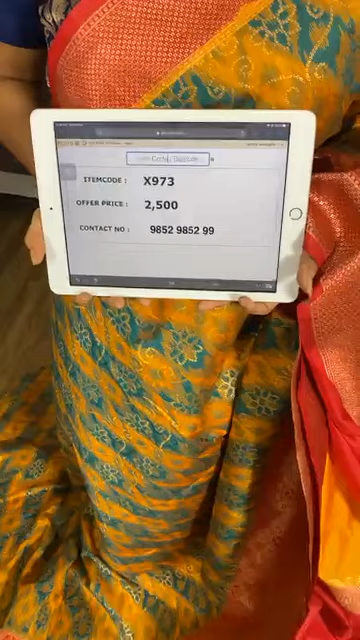 ITEMCODE : X973
OFFER PRICE : 2,500
CONTACT NO : 9852 9852 99